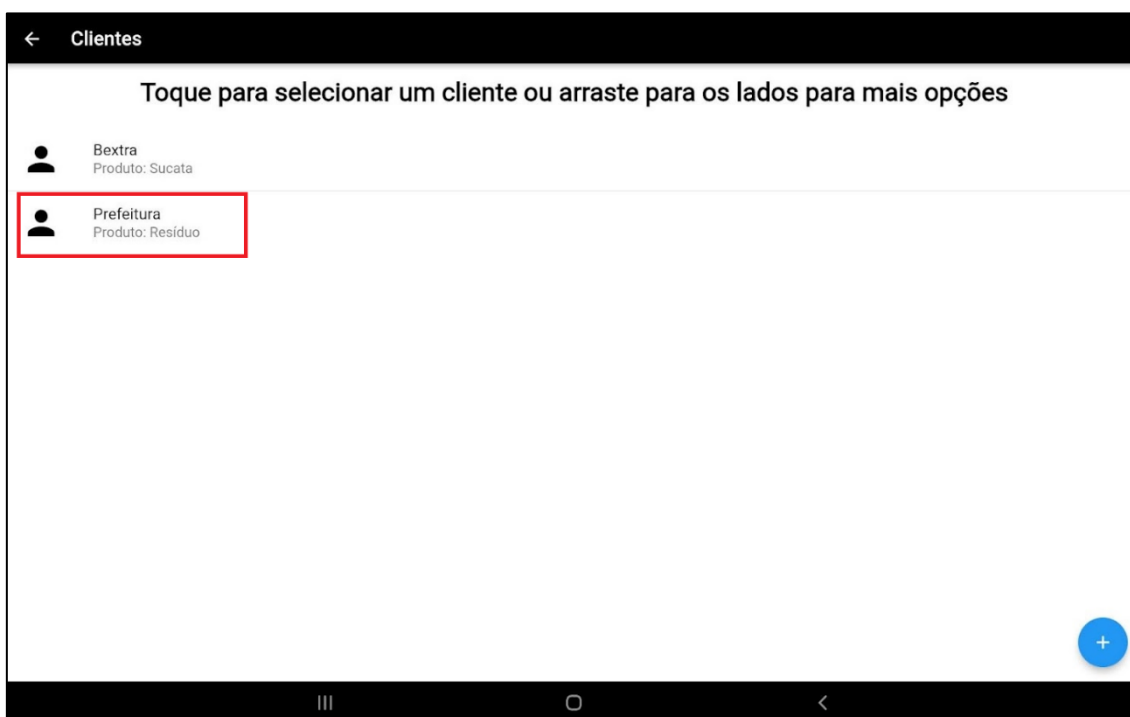 Clientes
Toque para selecionar um cliente ou arraste para os lados para mais opções
Bextra
Produto: Sucata
Prefeitura
Produto: Resíduo